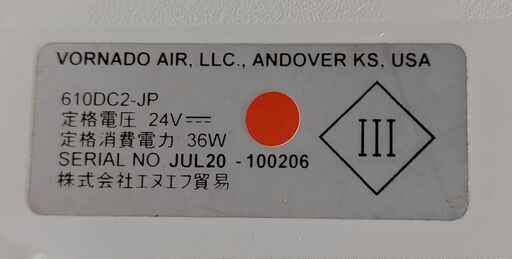 VORNADO AIR, LLC., ANDOVER KS, USA
610DC2-JP
定格電圧: 24V⎓
定格消費電力: 36W
SERIAL NO. JUL20 - 100206
株式会社エヌエフ貿易
III